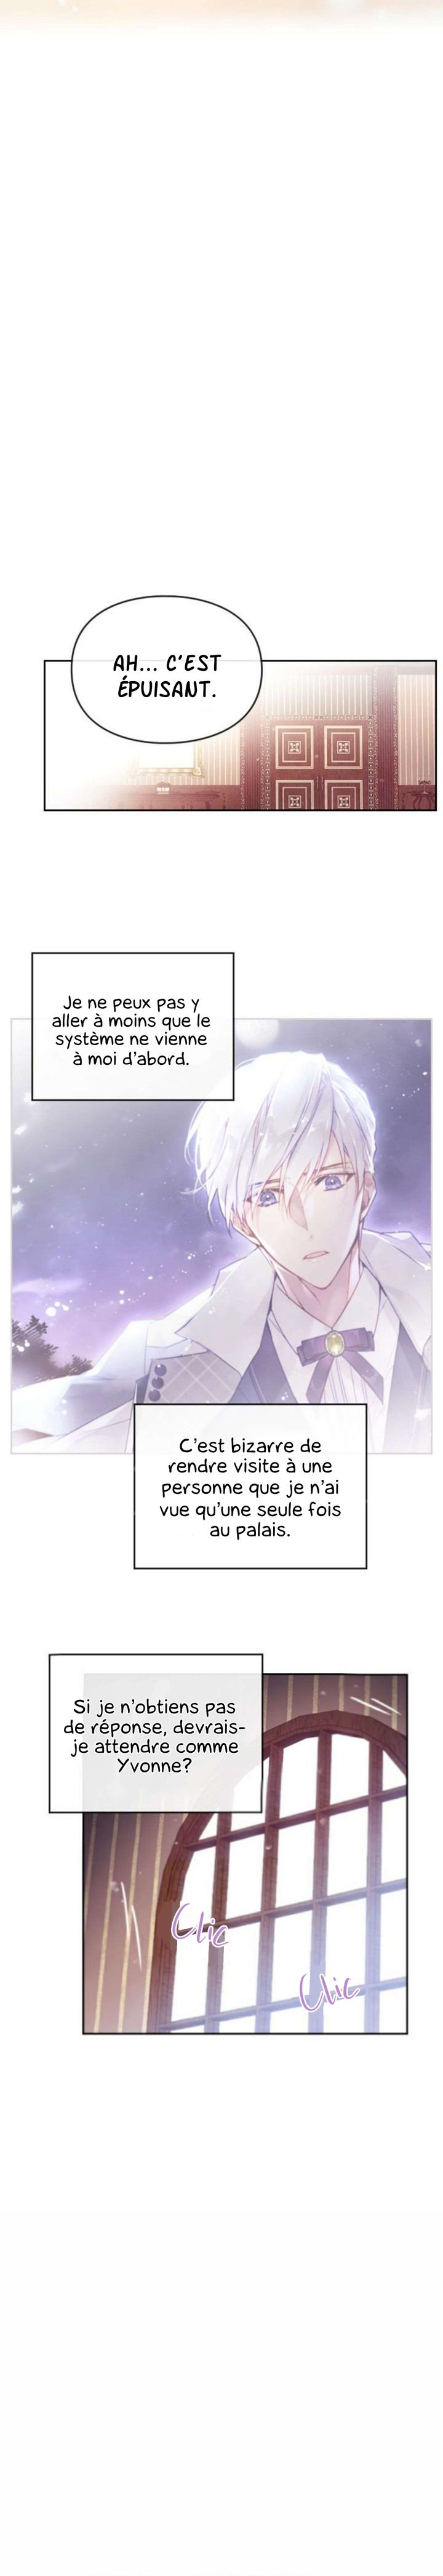 AH... C'EST
ÉPUISANT.
Je ne peux pas y
aller à moins que le
système ne vienne
à moi d'abord.
C'est bizarre de
rendre visite à une
personne que je n'ai
vue qu'une seule fois
au palais.
Si je n'obtiens pas
de réponse, devrais-
je attendre comme
Yvonne?
Clic
Clic